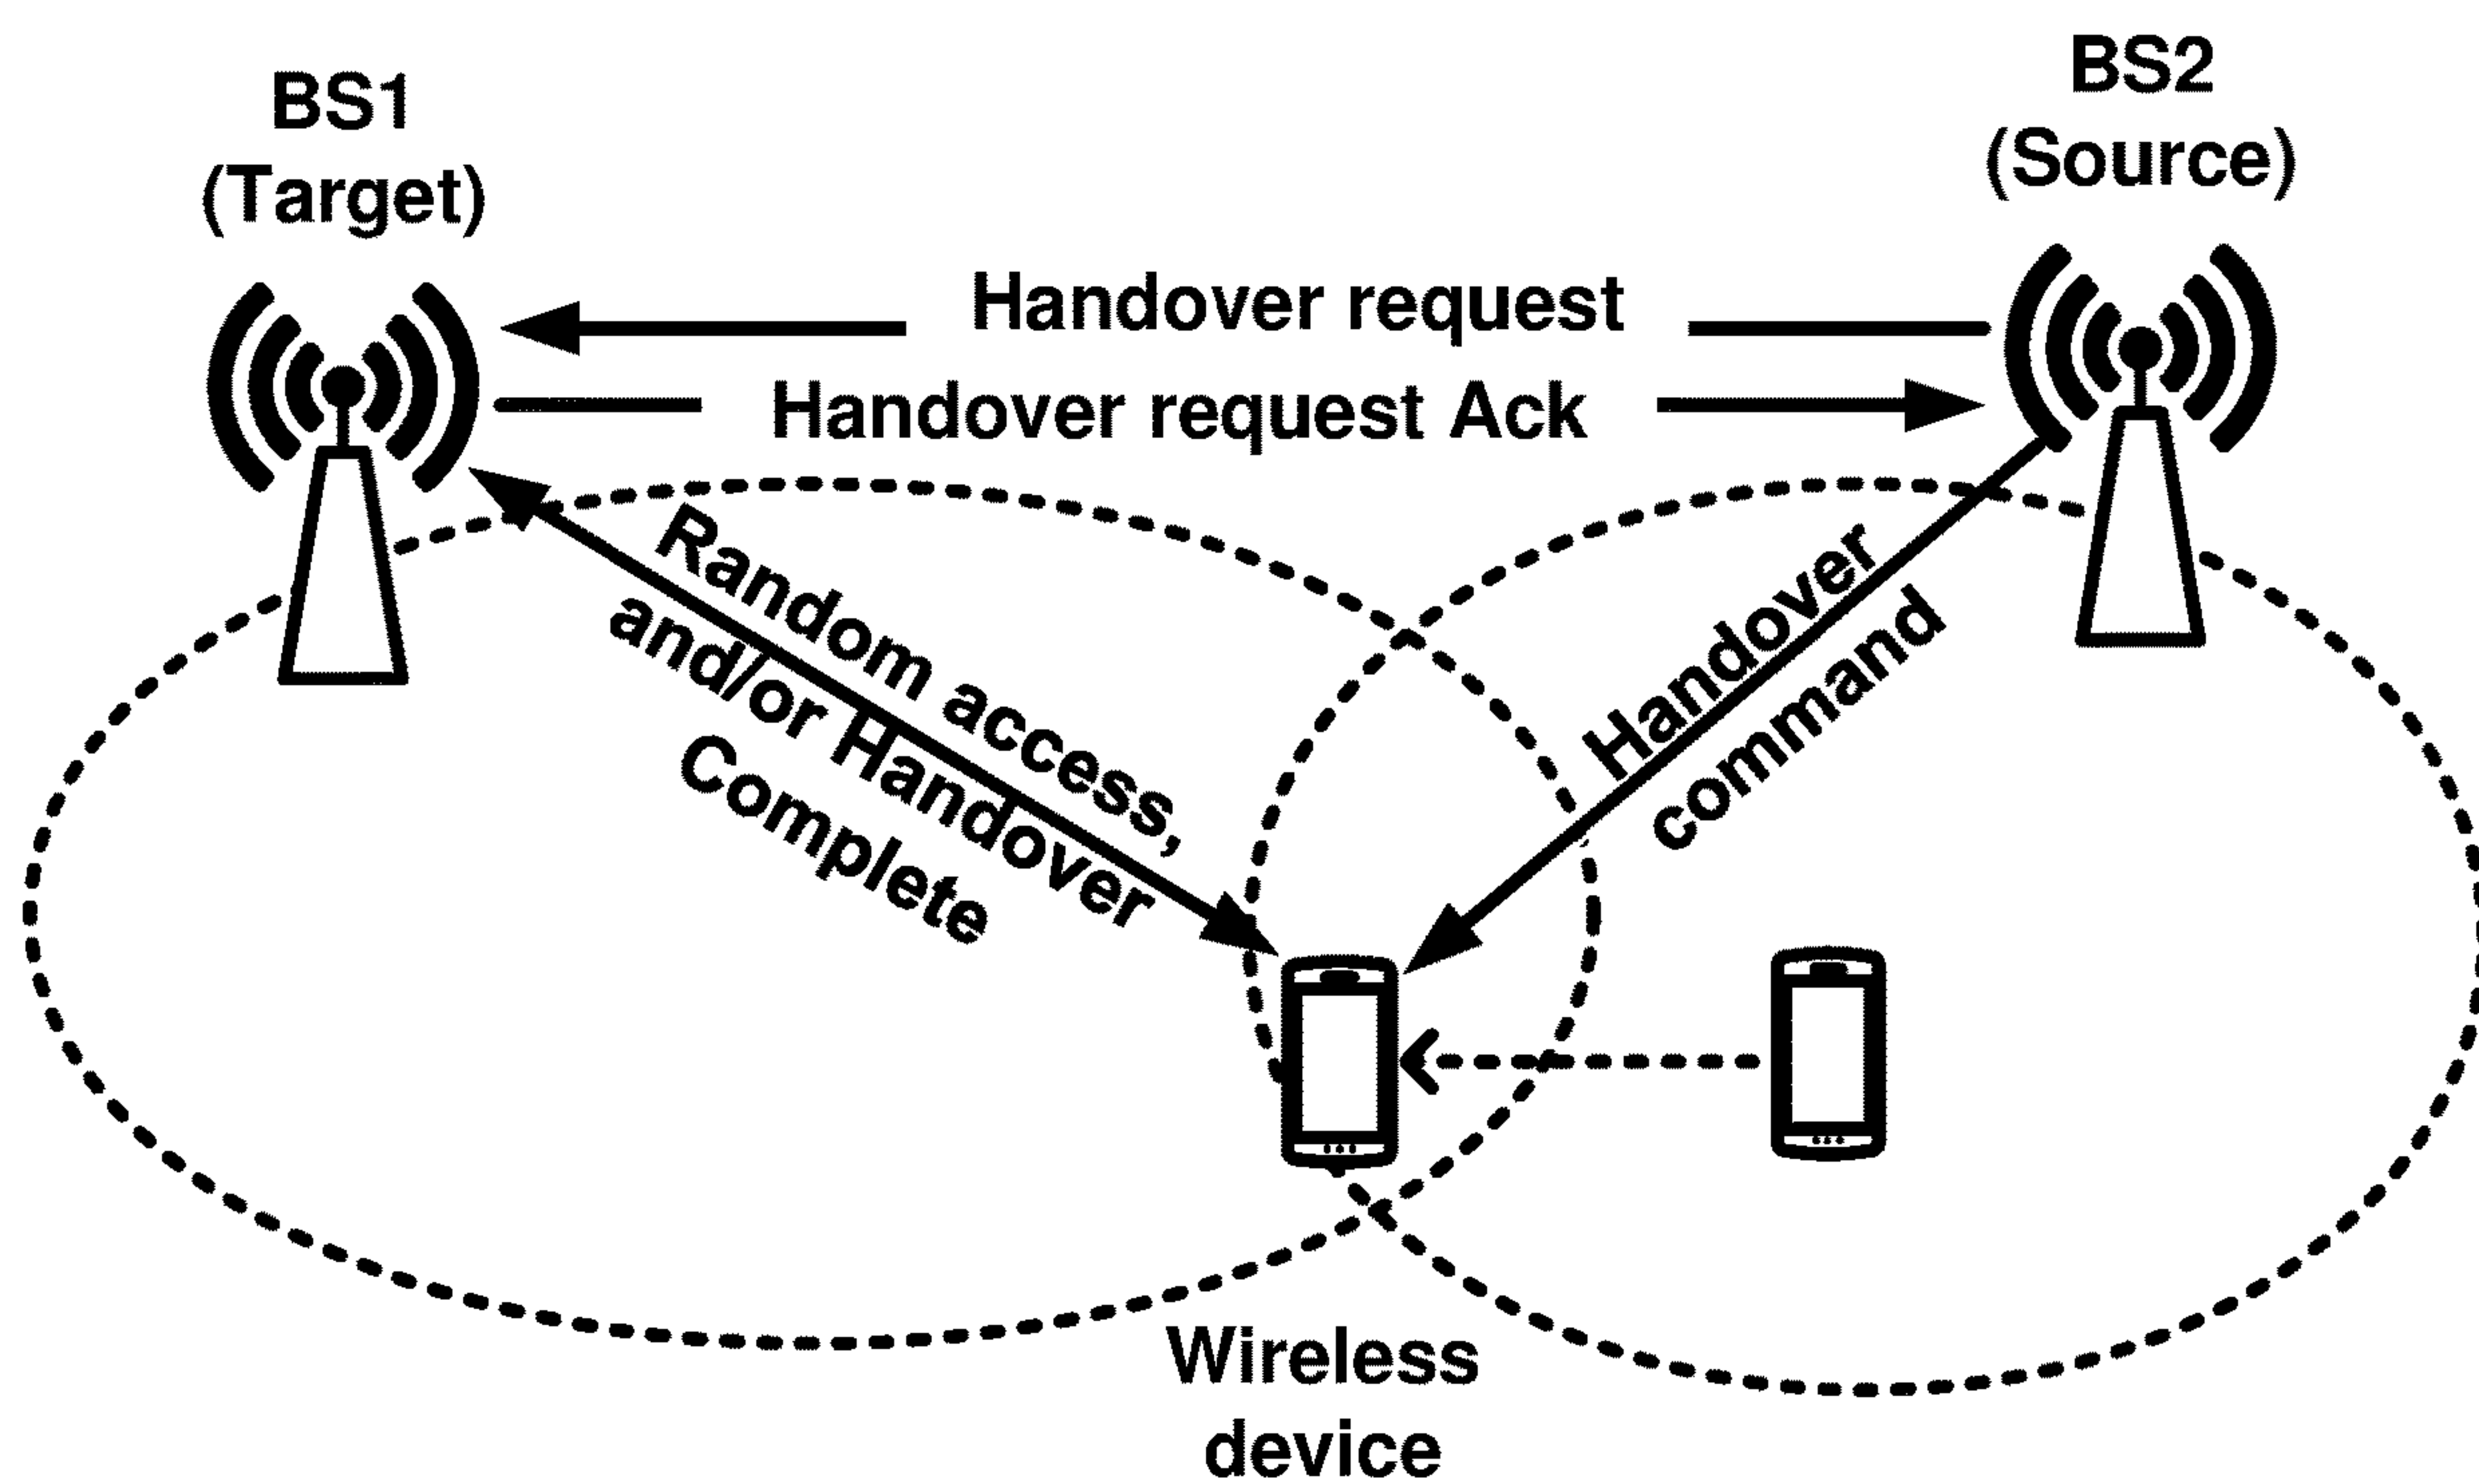 BS1
(Target)
BS2
(Source)
Handover request
Handover request Ack
Random access,
and/or Handover
Complete
Handover
command
Wireless
device